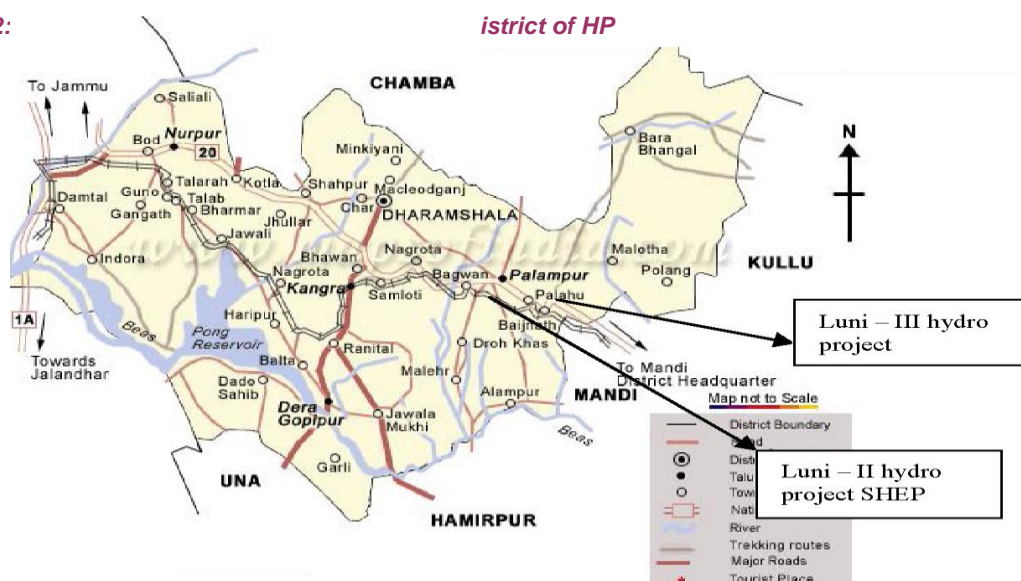 2:
istrict of HP
To Jammu
CHAMBA
Saliali
Nurpur
Bod
20
Minkiyani
Bara
Bhangal
N
Talarah
Kotla
Shahpur
Macleodganj
Damtal
Guno
Talab
Char
Gangath
Bharmar
DHARAMSHALA
Jhullar
Jawali
Nagrota
Malotha
Indora
Bhawan
Bagwan
Palampur
Polang
KULLU
Nagrota
Kangra
Samloti
Palahu
1A
Beas
Pong
Reservoir
Haripur
Baijnath
Luni – III hydro
project
Towards
Jalandhar
Ranital
Droh Khas
Balta
To Mandi
District Headquarter
Dado
Sahib
Malehr
Alampur
MANDI
Map not to Scale
Dera
Gopipur
Jawala
Mukhi
Beas
District Boundary
Garli
UNA
Luni – II hydro
project SHEP
HAMIRPUR
River
Trekking routes
Major Roads
Tourist Place